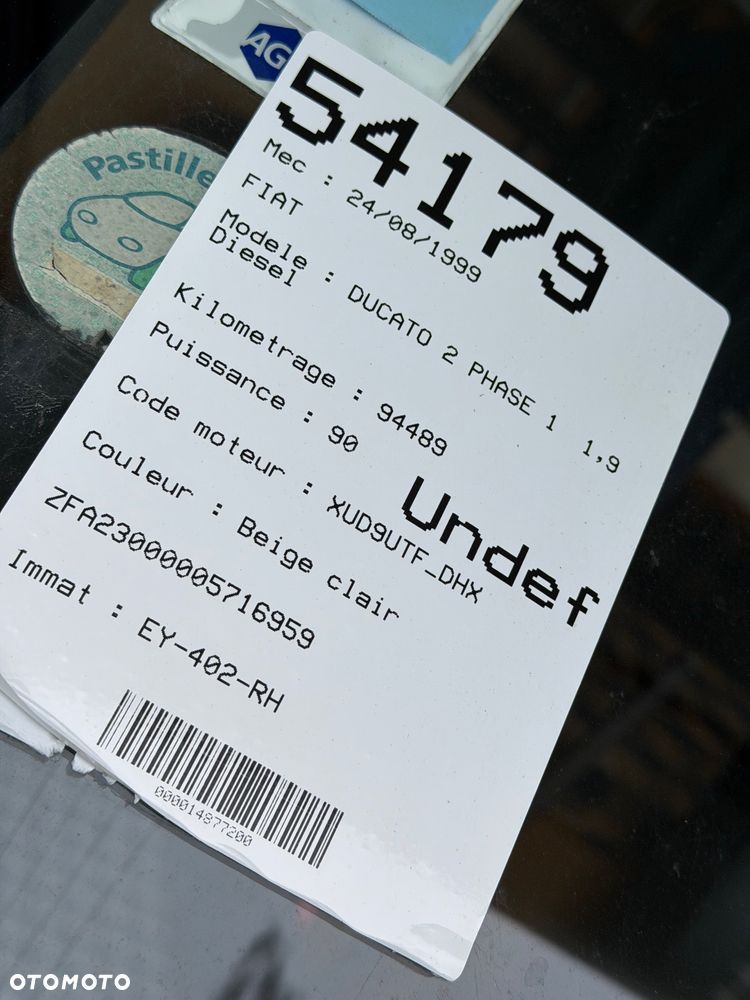 AG
Pastille
54179
Mec : 24/08/1999
FIAT
Modele : DUCATO 2 PHASE 1 1,9
Diesel
Kilometrage : 94489
Puissance : 90
Undef
Code moteur : XUD9UTF_DHX
Couleur : Beige clair
ZFA23000005716959
Immat : EY-402-RH
000014877200
OTOMOTO